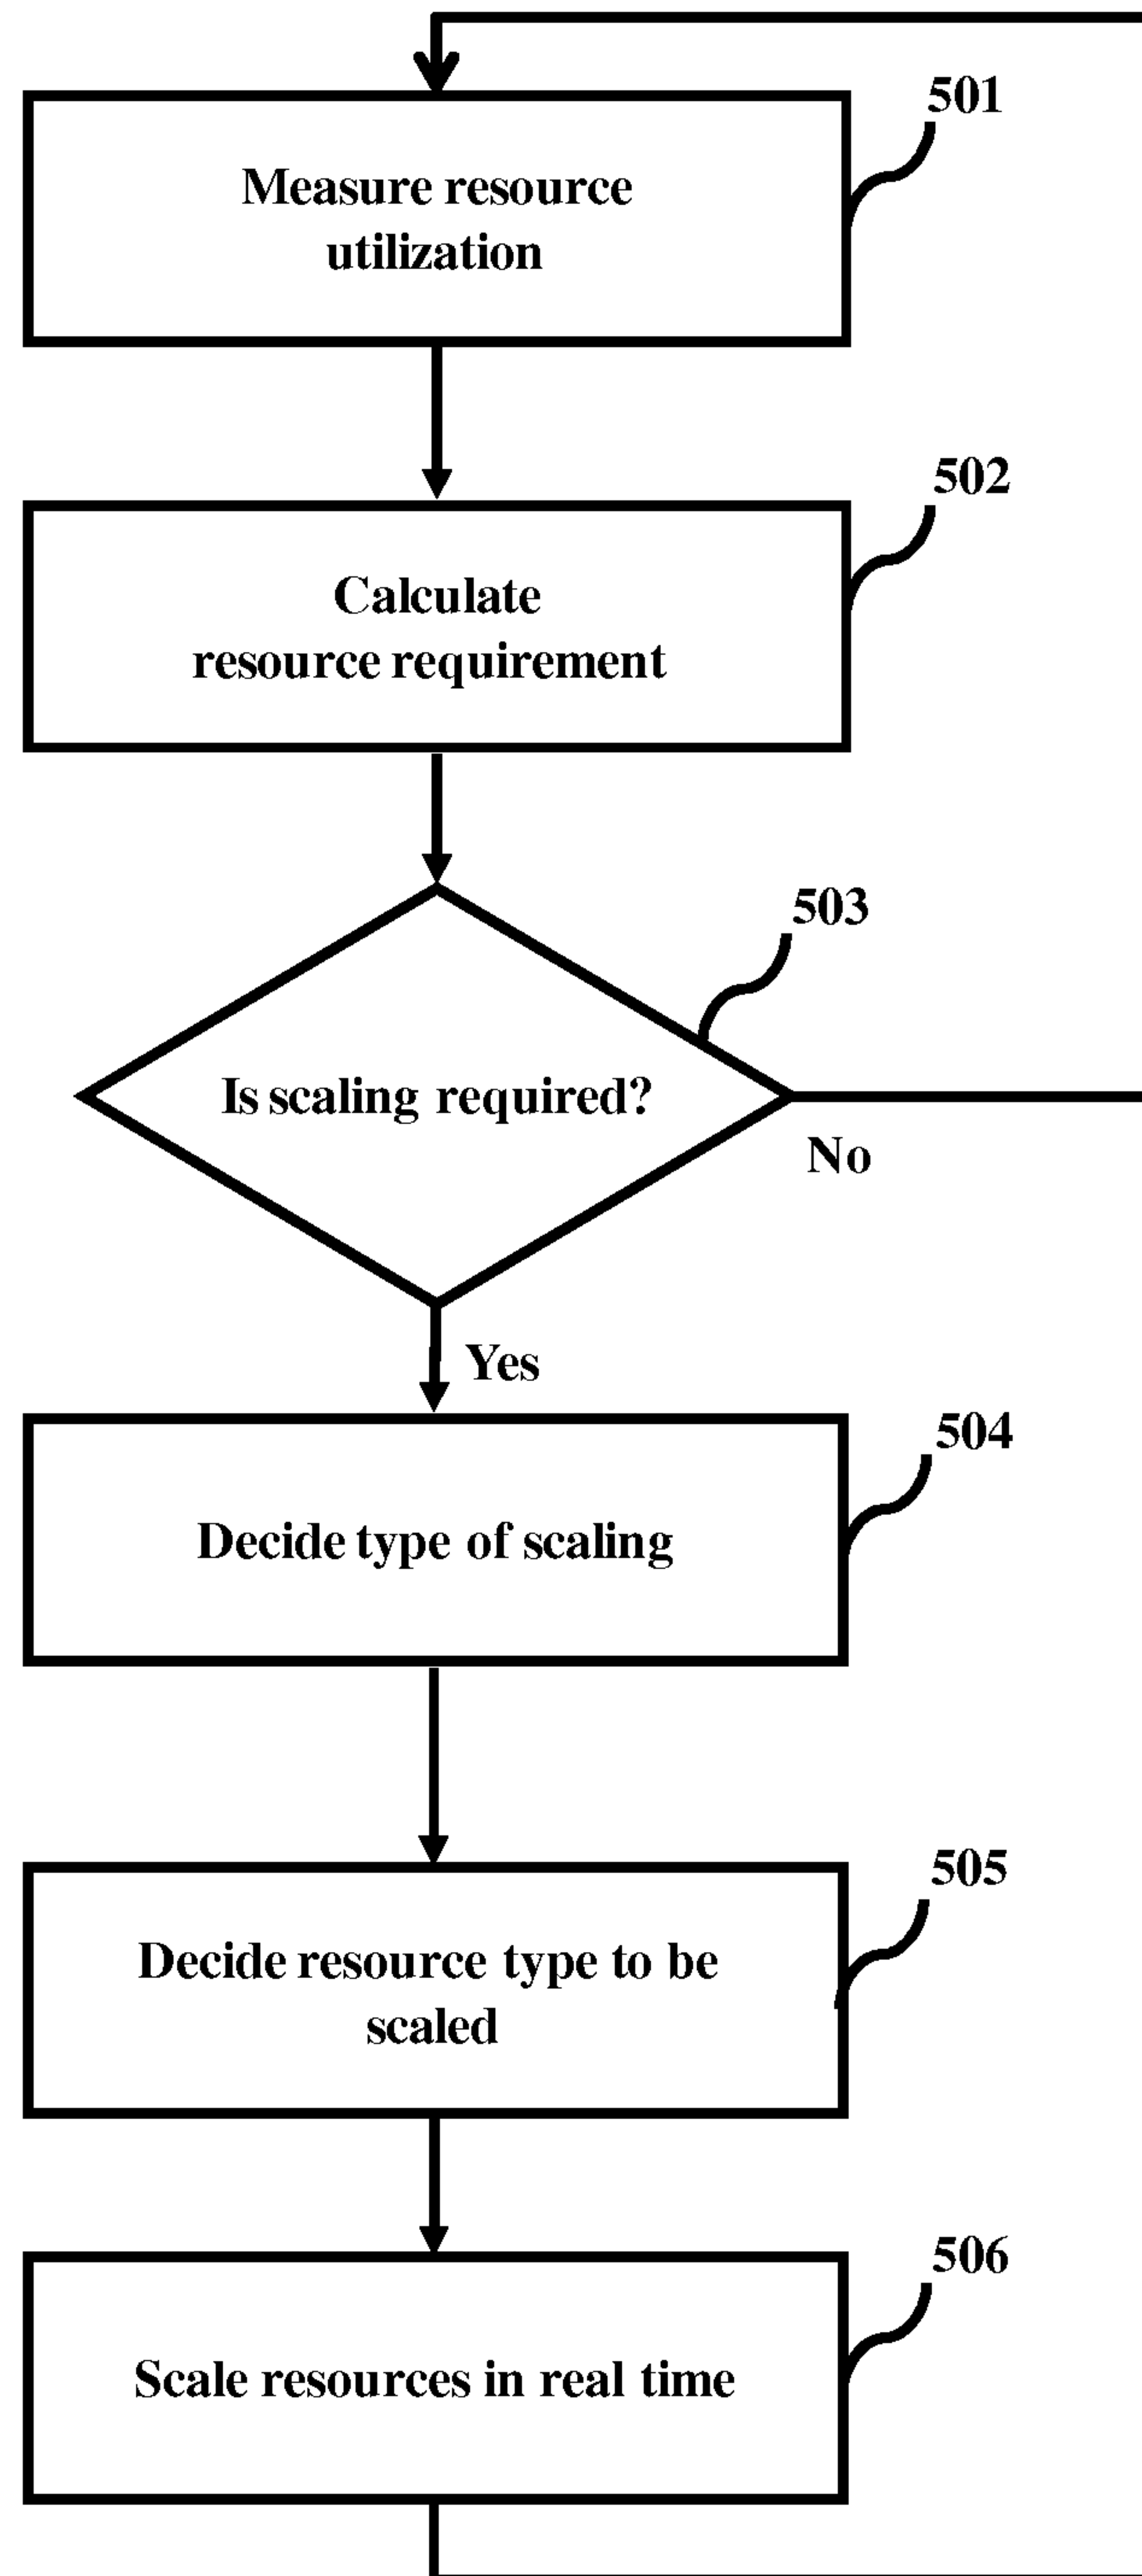 501
Measure resource
utilization
502
Calculate
resource requirement
503
Is scaling required?
No
Yes
504
Decide type of scaling
505
Decide resource type to be
scaled
506
Scale resources in real time